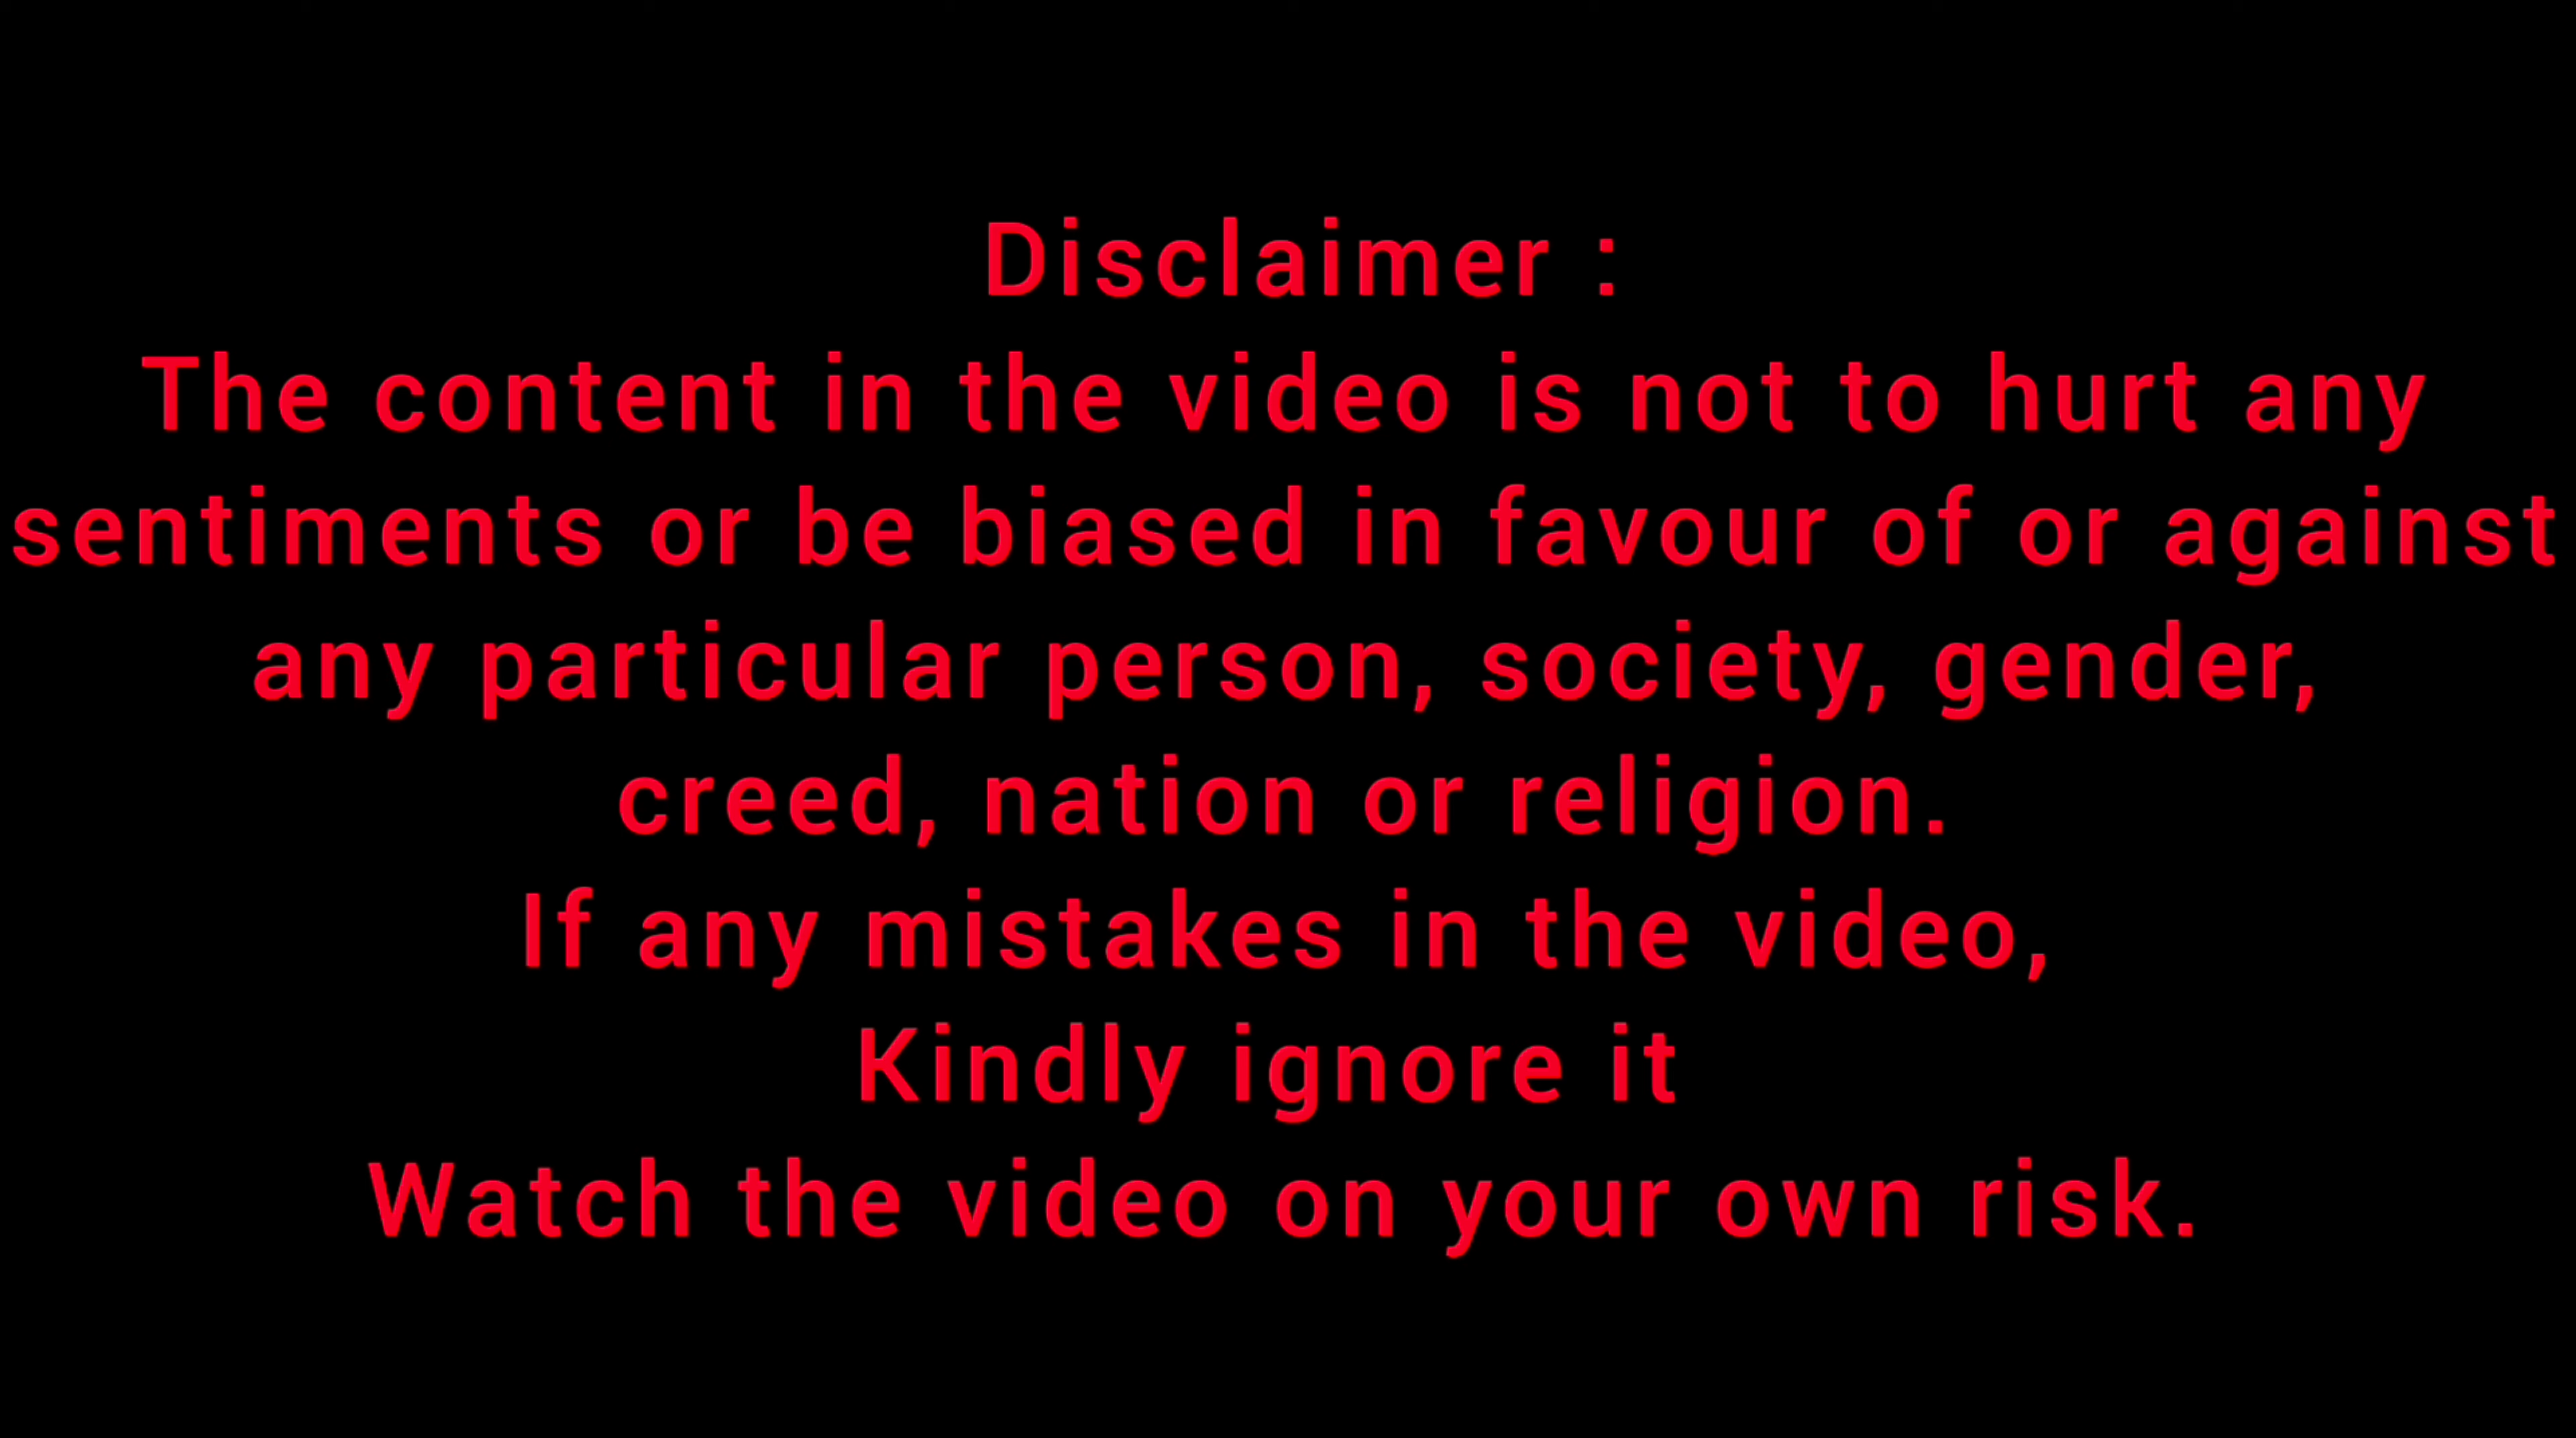 Disclaimer :
The content in the video is not to hurt any
sentiments or be biased in favour of or against
any particular person, society, gender,
creed, nation or religion.
If any mistakes in the video,
Kindly ignore it
Watch the video on your own risk.